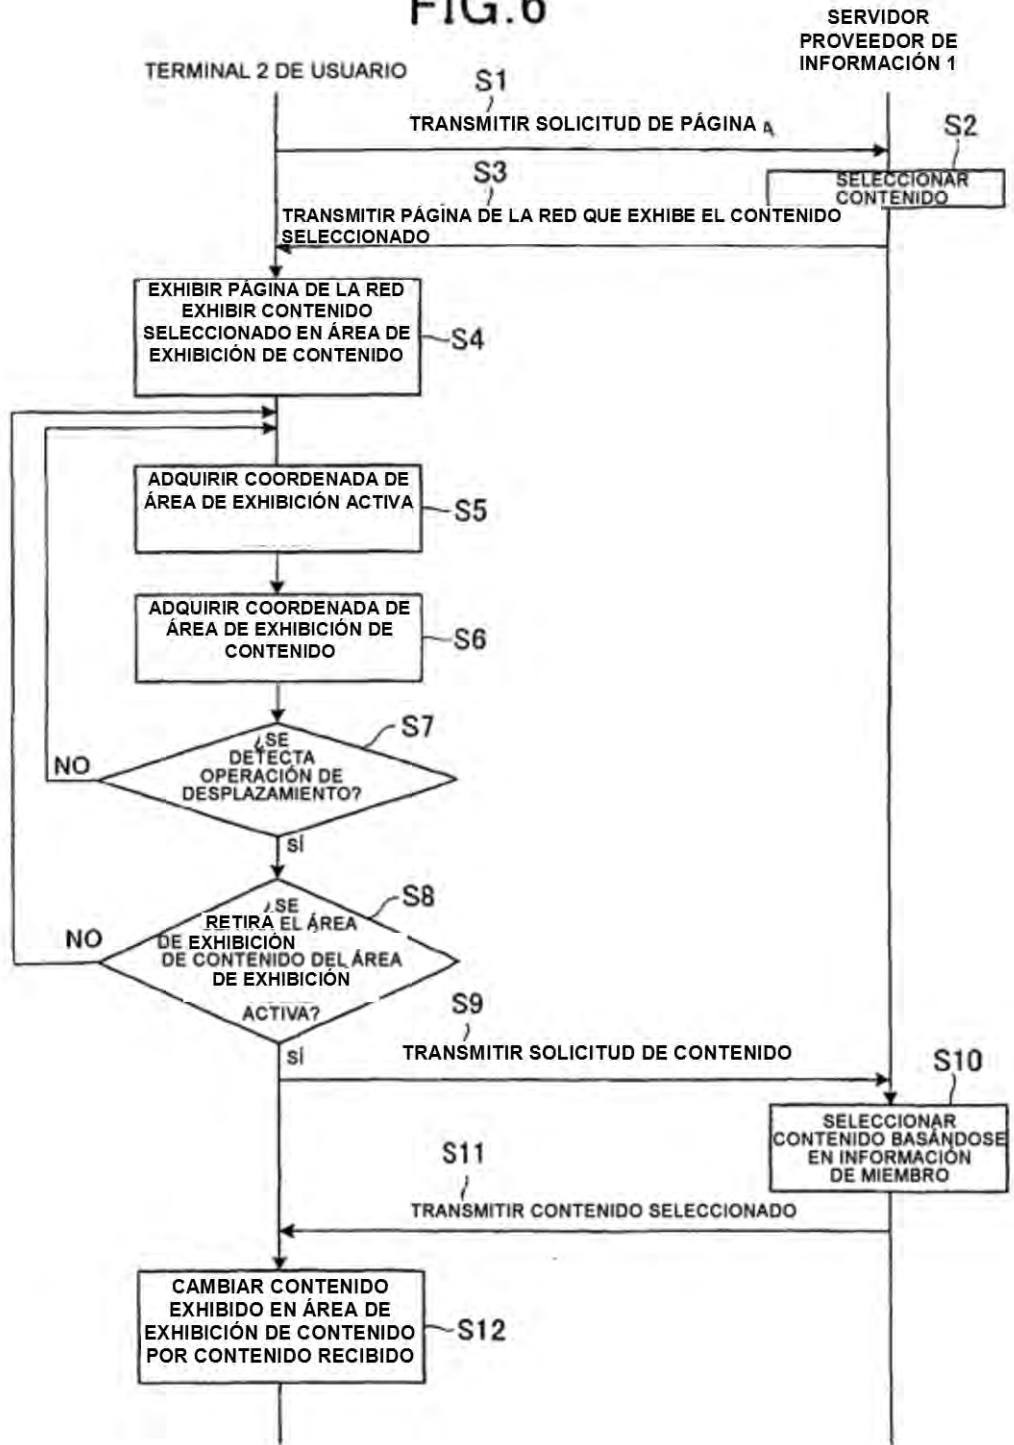 FIG.6
SERVIDOR
PROVEEDOR DE
INFORMACIÓN 1
TERMINAL 2 DE USUARIO
S1
TRANSMITIR SOLICITUD DE PÁGINA
S2
SELECCIONAR
CONTENIDO
S3
TRANSMITIR PÁGINA DE LA RED QUE EXHIBE EL CONTENIDO
SELECCIONADO
EXHIBIR PÁGINA DE LA RED
EXHIBIR CONTENIDO
SELECCIONADO EN ÁREA DE
EXHIBICIÓN DE CONTENIDO
S4
ADQUIRIR COORDENADA DE
ÁREA DE EXHIBICIÓN ACTIVA
S5
ADQUIRIR COORDENADA DE
ÁREA DE EXHIBICIÓN DE
CONTENIDO
S6
S7
¿SE
DETECTA
OPERACIÓN DE
DESPLAZAMIENTO?
NO
SÍ
S8
¿SE
RETIRA EL ÁREA
DE EXHIBICIÓN
DE CONTENIDO DEL ÁREA
DE EXHIBICIÓN
ACTIVA?
NO
SÍ
S9
TRANSMITIR SOLICITUD DE CONTENIDO
S10
SELECCIONAR
CONTENIDO BASÁNDOSE
EN INFORMACIÓN
DE MIEMBRO
S11
TRANSMITIR CONTENIDO SELECCIONADO
CAMBIAR CONTENIDO
EXHIBIDO EN ÁREA DE
EXHIBICIÓN DE CONTENIDO
POR CONTENIDO RECIBIDO
S12